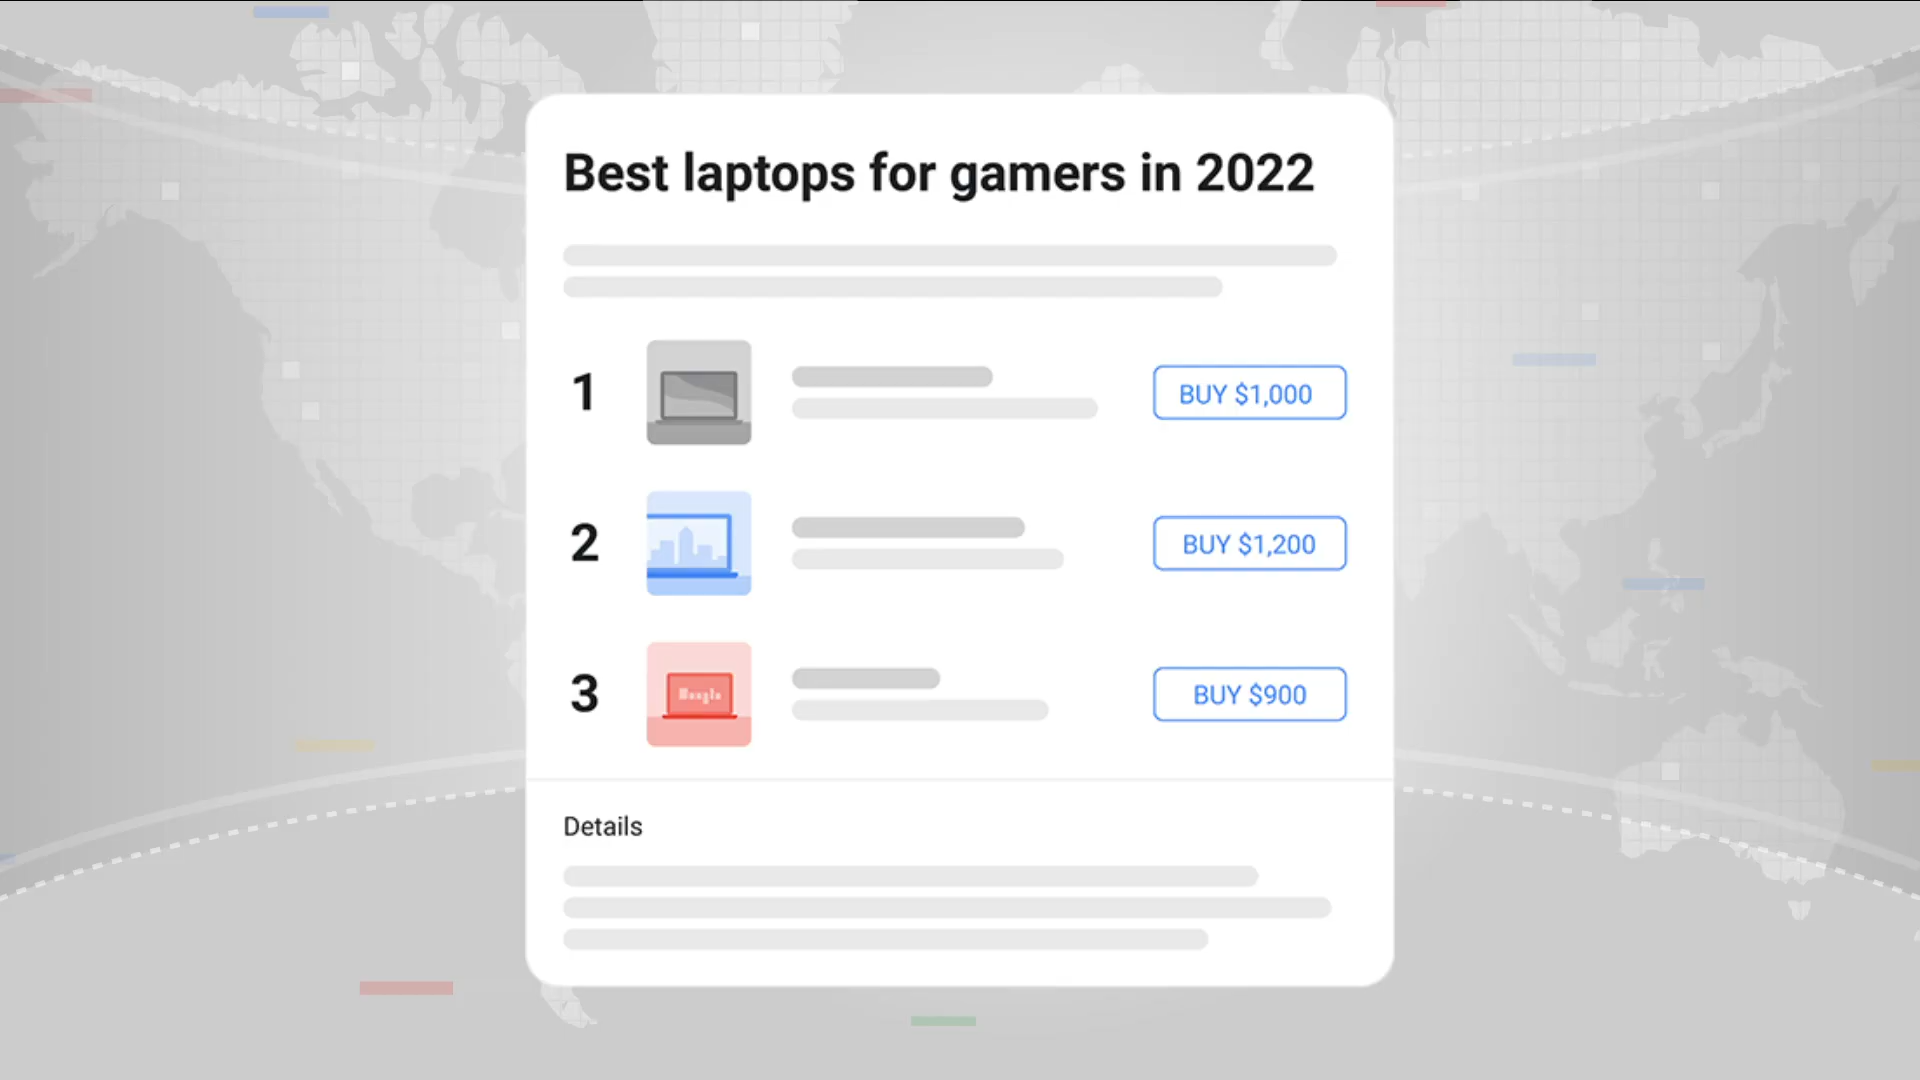 Best laptops for gamers in 2022
1
BUY $1,000
2
BUY $1,200
3
BUY $900
Details